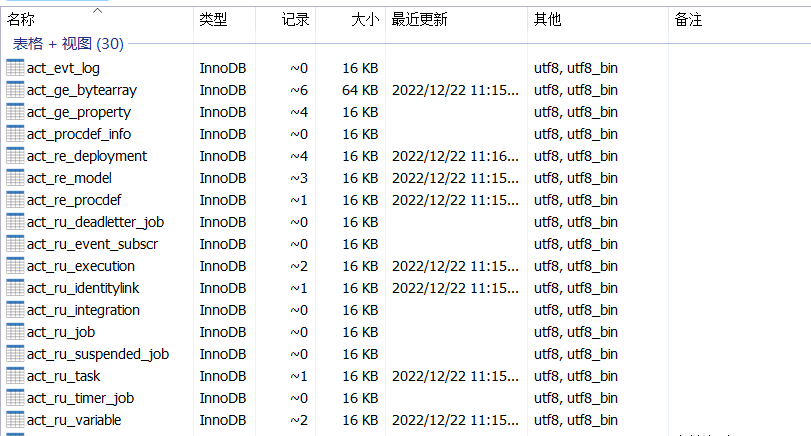 名称 类型 记录 大小 最近更新 其他 备注
表格 + 视图 (30)
act_evt_log InnoDB ~0 16 KB utf8, utf8_bin
act_ge_bytearray InnoDB ~6 64 KB 2022/12/22 11:15... utf8, utf8_bin
act_ge_property InnoDB ~4 16 KB utf8, utf8_bin
act_procdef_info InnoDB ~0 16 KB utf8, utf8_bin
act_re_deployment InnoDB ~4 16 KB 2022/12/22 11:16... utf8, utf8_bin
act_re_model InnoDB ~3 16 KB 2022/12/22 11:15... utf8, utf8_bin
act_re_procdef InnoDB ~1 16 KB 2022/12/22 11:15... utf8, utf8_bin
act_ru_deadletter_job InnoDB ~0 16 KB utf8, utf8_bin
act_ru_event_subscr InnoDB ~0 16 KB utf8, utf8_bin
act_ru_execution InnoDB ~2 16 KB 2022/12/22 11:15... utf8, utf8_bin
act_ru_identitylink InnoDB ~1 16 KB 2022/12/22 11:15... utf8, utf8_bin
act_ru_integration InnoDB ~0 16 KB utf8, utf8_bin
act_ru_job InnoDB ~0 16 KB utf8, utf8_bin
act_ru_suspended_job InnoDB ~0 16 KB utf8, utf8_bin
act_ru_task InnoDB ~1 16 KB 2022/12/22 11:15... utf8, utf8_bin
act_ru_timer_job InnoDB ~0 16 KB utf8, utf8_bin
act_ru_variable InnoDB ~2 16 KB 2022/12/22 11:15... utf8, utf8_bin